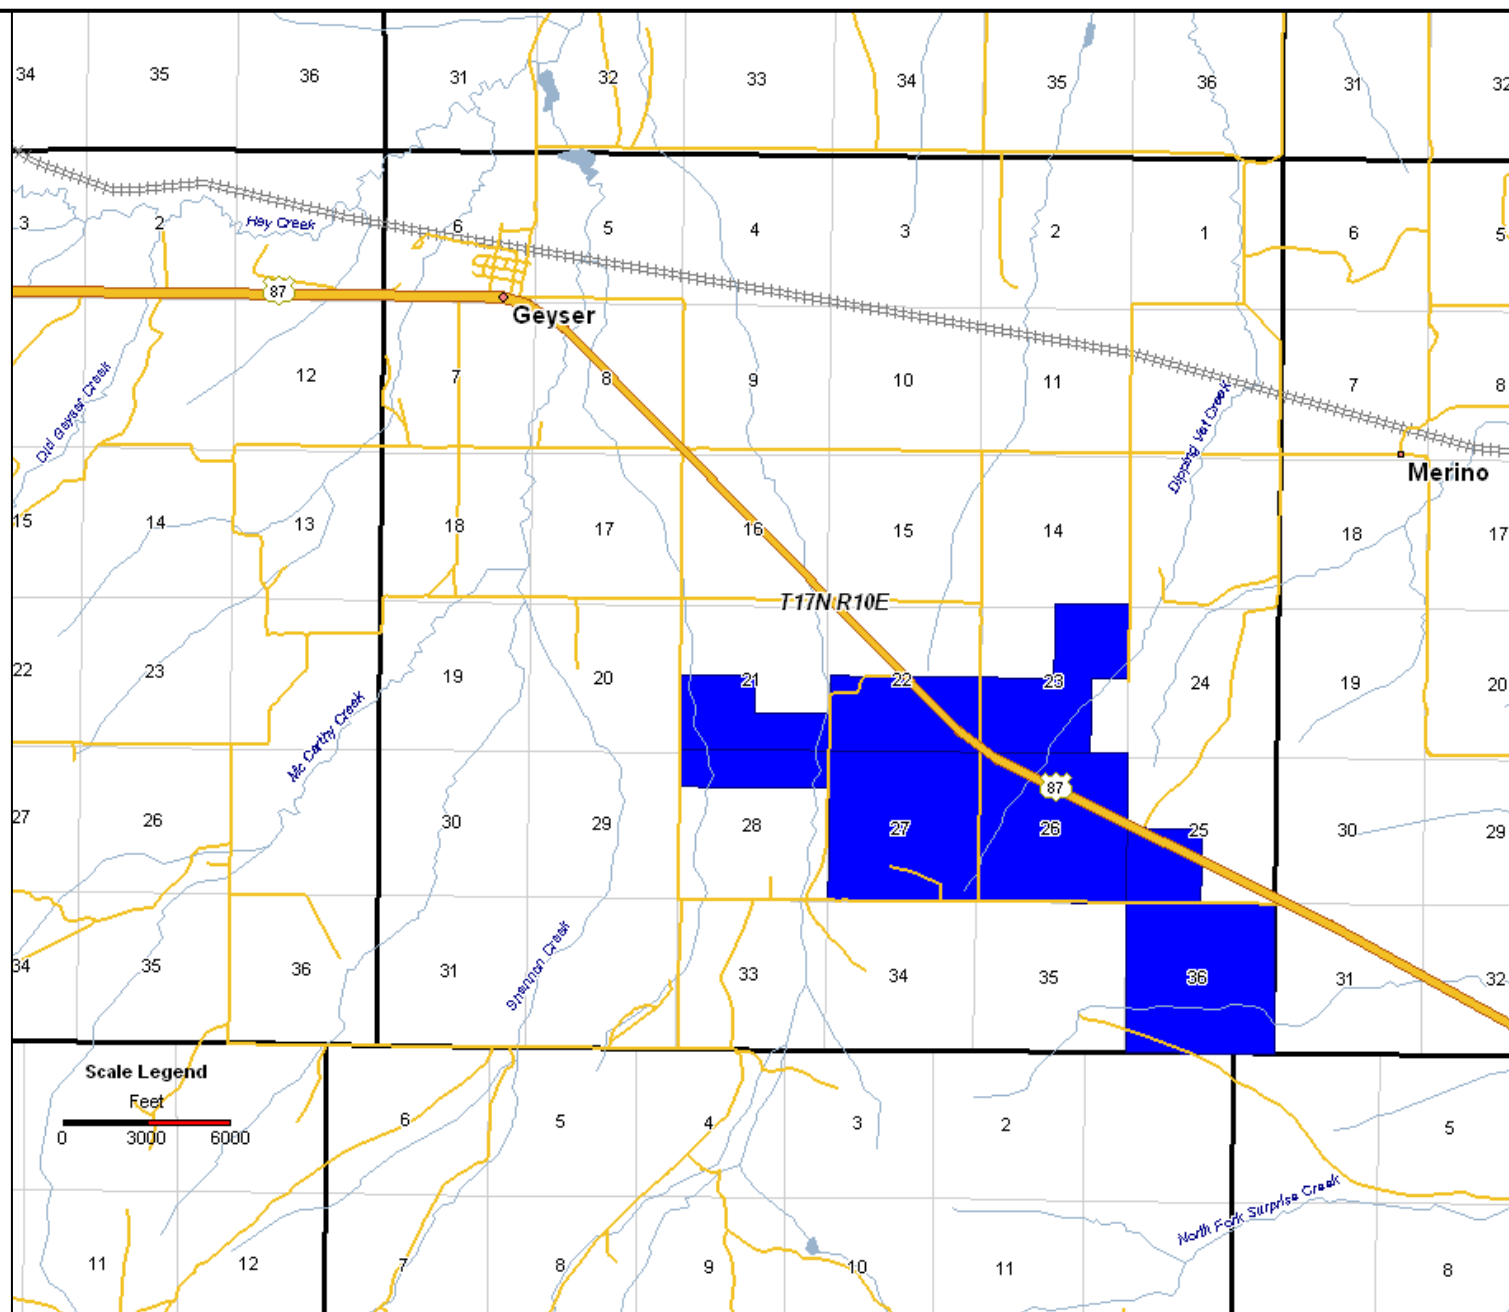 34 35 36 31 32 33 34 35 36 31 32
3 2 Hay Creek 6 5 4 3 2 1 6 5
87
Geyser
Old Geyser Creek 12 7 8 9 10 11 Dipping Vat Creek 7 8
Merino
15 14 13 18 17 16 15 14 18 17
T17N R10E
22 23 19 20 21 22 23 24 19 20
Mc Carthy Creek
87
27 26 30 29 28 27 26 25 30 29
34 35 36 31 Shannon Creek 33 34 35 36 31 32
Scale Legend
Feet
0 3000 6000
6 5 4 3 2 5
North Fork Surprise Creek
11 12 7 8 9 10 11 8